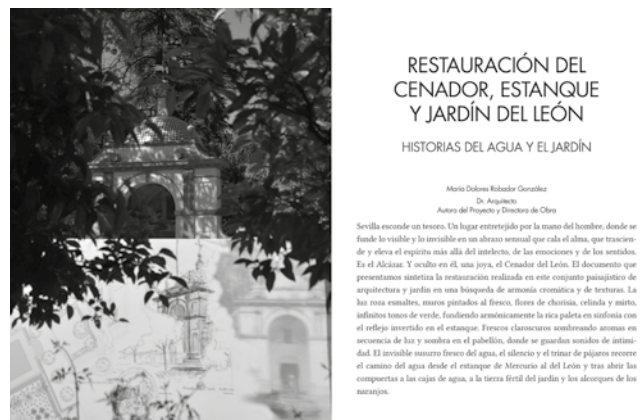 RESTAURACIÓN DEL
CENADOR, ESTANQUE
Y JARDÍN DEL LEÓN
HISTORIAS DEL AGUA Y EL JARDÍN
María Dolores Robador González
Dr. Arquitecto
Autora del Proyecto y Directora de Obra
Sevilla esconde un tesoro. Un lugar entretejido por la mano del hombre, donde se
funde lo visible y lo invisible en un abrazo sensual que cala el alma, que trascien-
de y eleva el espíritu más allá del intelecto, de las emociones y de los sentidos.
Es el Alcázar. Y oculto en él, una joya, el Cenador del León. El documento que
presentamos sintetiza la restauración realizada en este conjunto paisajístico de
arquitectura y jardín en una búsqueda de armonía cromática y de texturas. La
luz roza esmaltes, muros pintados al fresco, flores de chorisia, celinda y mirto,
infinitos tonos de verde, fundiendo armónicamente la rica paleta en sinfonía con
el reflejo invertido en el estanque. Frescos claroscuros sombreando aromas en
secuencia de luz y sombra en el pabellón, donde se guardan sonidos de intimi-
dad. El invisible susurro fresco del agua, el silencio y el trinar de pájaros recorre
el camino del agua desde el estanque de Mercurio al del León y tras abrir las
compuertas a las cajas de agua, a la tierra fértil del jardín y los alcorques de los
naranjos.